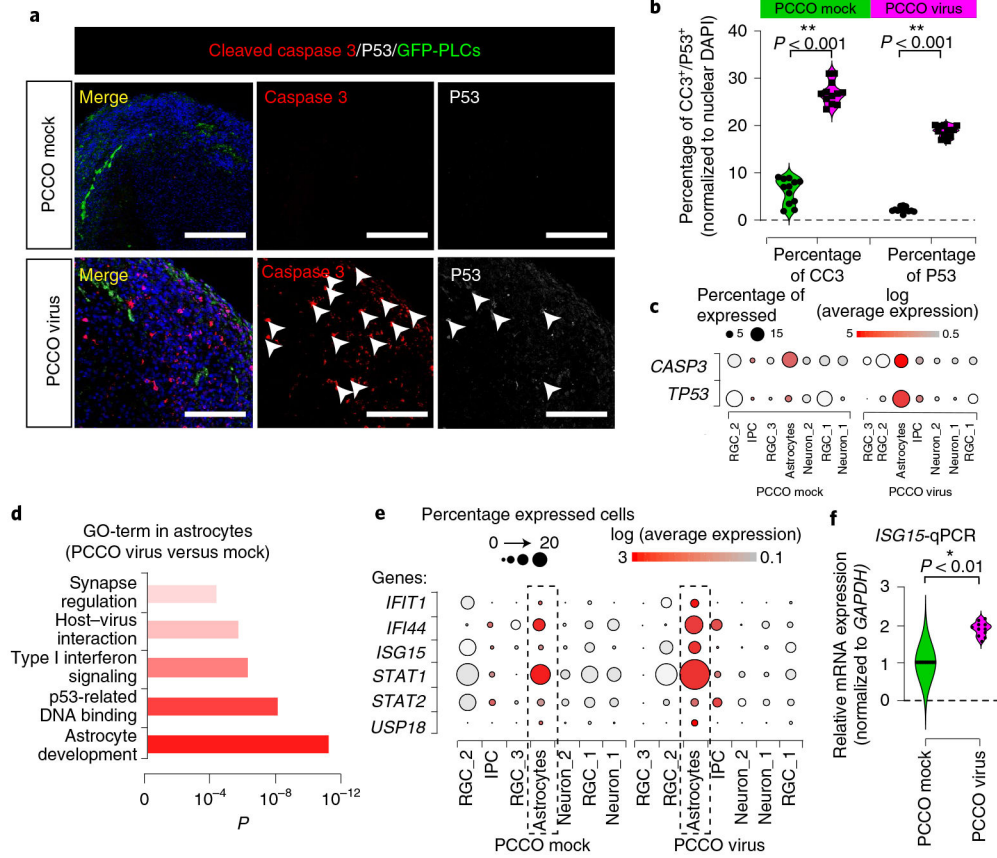 a
Cleaved caspase 3/P53/GFP-PLCs
PCCO mock
Merge
Caspase 3
P53
PCCO virus
Merge
Caspase 3
P53
b
PCCO mock
PCCO virus
**
P < 0.001
**
P < 0.001
Percentage of CC3⁺/P53⁺
(normalized to nuclear DAPI)
40
30
20
10
0
Percentage
of CC3
Percentage
of P53
c
Percentage of
expressed
5
15
log
(average expression)
5
0.5
CASP3
TP53
RGC_2
IPC
RGC_3
Astrocytes
Neuron_2
RGC_1
Neuron_1
RGC_3
RGC_2
Astrocytes
IPC
Neuron_2
Neuron_1
RGC_1
PCCO mock
PCCO virus
d
GO-term in astrocytes
(PCCO virus versus mock)
Synapse
regulation
Host–virus
interaction
Type I interferon
signaling
p53-related
DNA binding
Astrocyte
development
0
10⁻⁴
10⁻⁸
10⁻¹²
P
e
Percentage expressed cells
0
20
log (average expression)
3
0.1
Genes:
IFIT1
IFI44
ISG15
STAT1
STAT2
USP18
RGC_2
IPC
RGC_3
Astrocytes
Neuron_2
RGC_1
Neuron_1
RGC_3
RGC_2
Astrocytes
IPC
Neuron_2
Neuron_1
RGC_1
PCCO mock
PCCO virus
f
ISG15-qPCR
*
P < 0.01
Relative mRNA expression
(normalized to GAPDH)
3
2
1
0
PCCO mock
PCCO virus